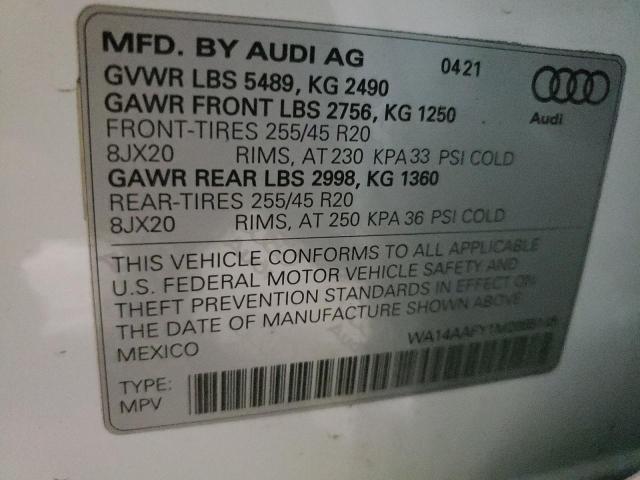 MFD. BY AUDI AG 0421
GVWR LBS 5489, KG 2490
GAWR FRONT LBS 2756, KG 1250
FRONT-TIRES 255/45 R20
8JX20 RIMS, AT 230 KPA 33 PSI COLD
GAWR REAR LBS 2998, KG 1360
REAR-TIRES 255/45 R20
8JX20 RIMS, AT 250 KPA 36 PSI COLD
Audi
THIS VEHICLE CONFORMS TO ALL APPLICABLE
U.S. FEDERAL MOTOR VEHICLE SAFETY AND
THEFT PREVENTION STANDARDS IN EFFECT ON
THE DATE OF MANUFACTURE SHOWN ABOVE
MEXICO
TYPE:
MPV